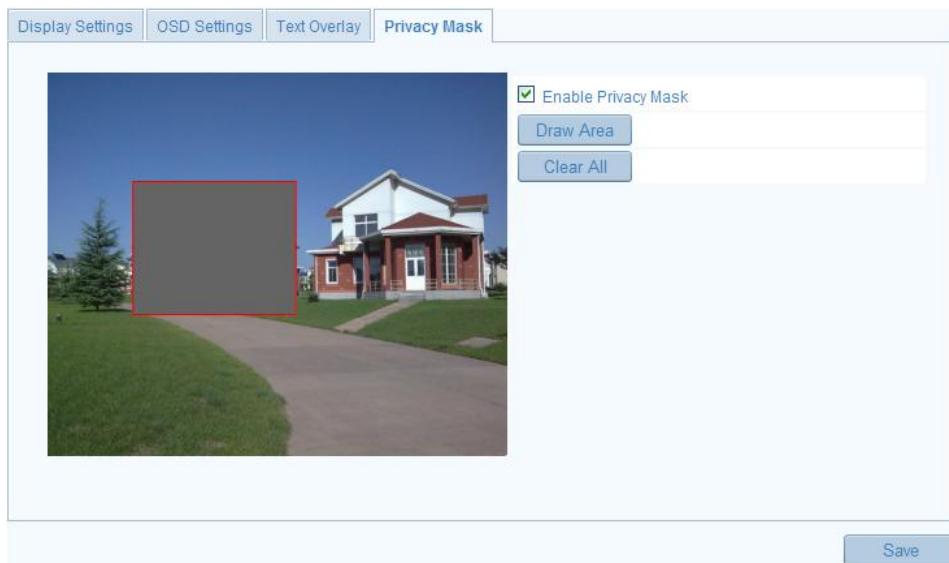 Display Settings OSD Settings Text Overlay Privacy Mask
Enable Privacy Mask
Draw Area
Clear All
Save